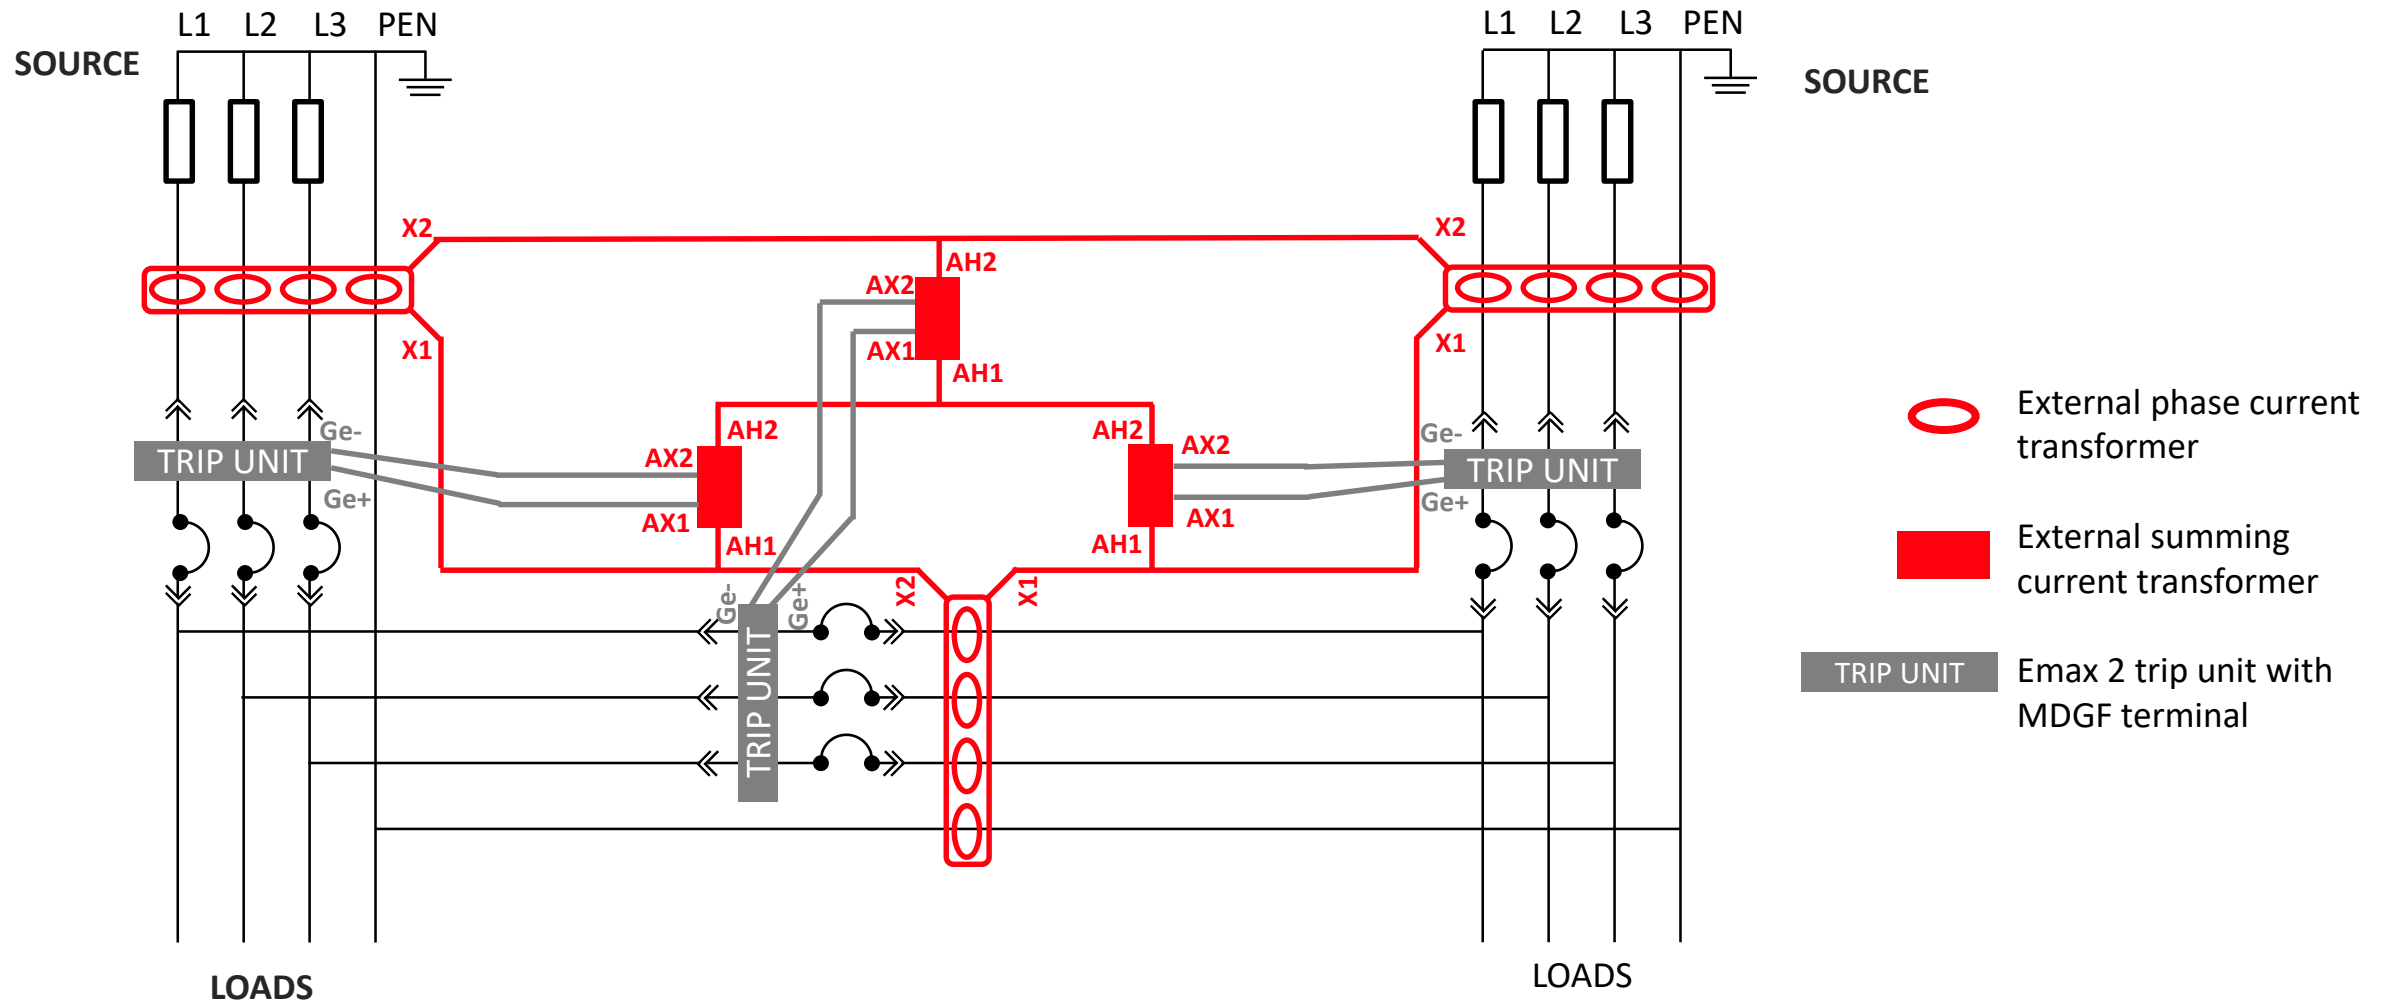 L1 L2 L3 PEN
SOURCE
L1 L2 L3 PEN
SOURCE
X2
X2
AH2
AX2
X1
AX1
X1
AH1
External phase current
transformer
Ge-
AH2
AH2
Ge-
TRIP UNIT
AX2
AX2
TRIP UNIT
Ge+
AX1
AX1
Ge+
AH1
AH1
External summing
current transformer
X2
X1
Ge-
Ge+
TRIP UNIT
TRIP UNIT
Emax 2 trip unit with
MDGF terminal
LOADS
LOADS